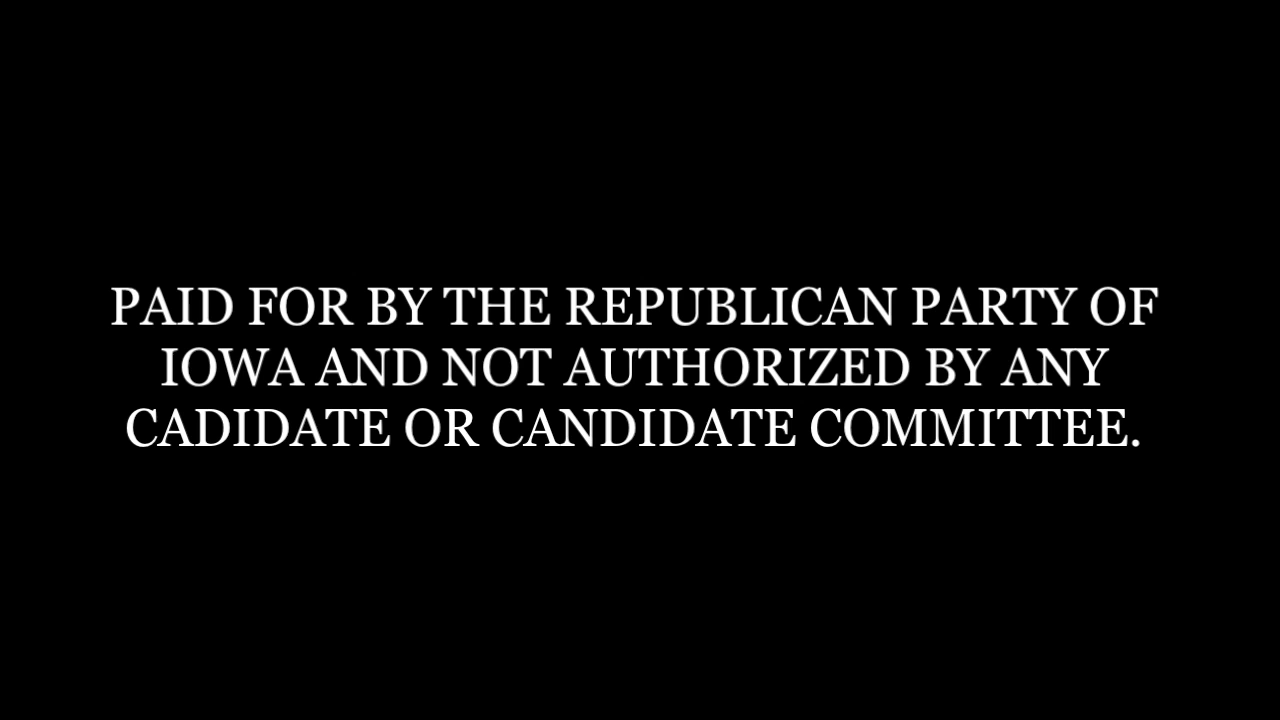 PAID FOR BY THE REPUBLICAN PARTY OF
IOWA AND NOT AUTHORIZED BY ANY
CADIDATE OR CANDIDATE COMMITTEE.